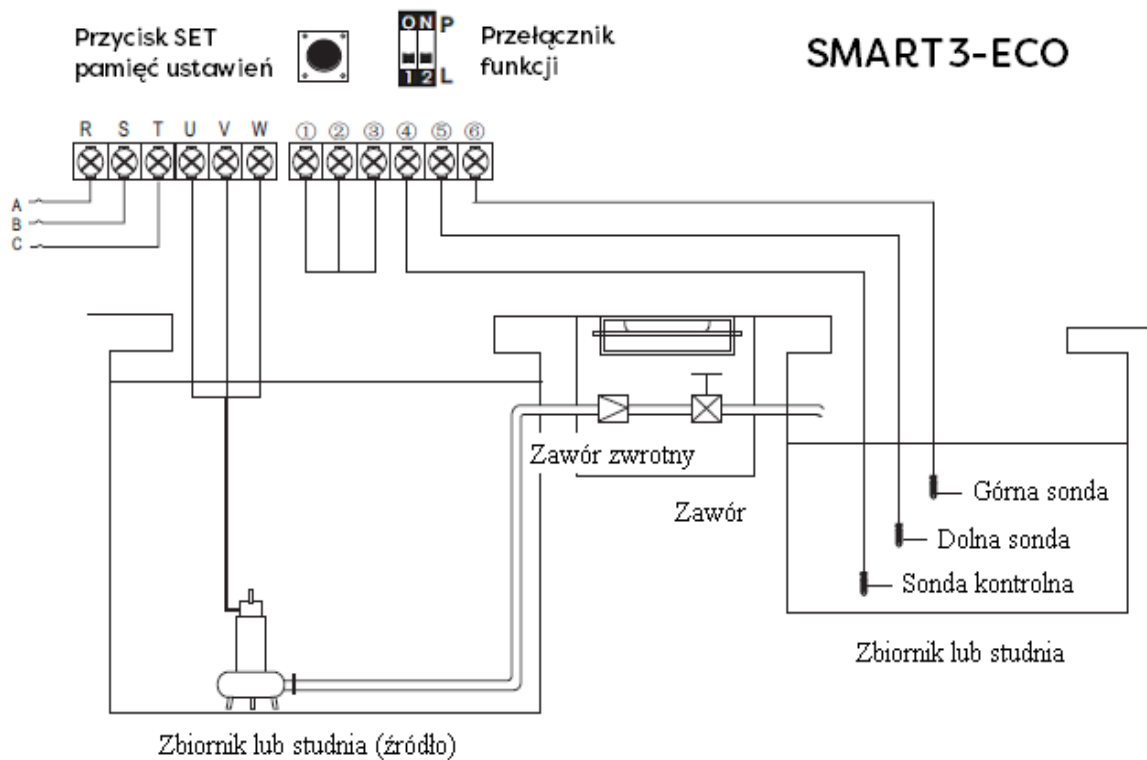 Przycisk SET
pamięć ustawień
ON P
1 2 L
Przełącznik
funkcji
SMART3-ECO
R S T U V W ① ② ③ ④ ⑤ ⑥
A
B
C
Zawór zwrotny
Zawór
Górna sonda
Dolna sonda
Sonda kontrolna
Zbiornik lub studnia
Zbiornik lub studnia (źródło)